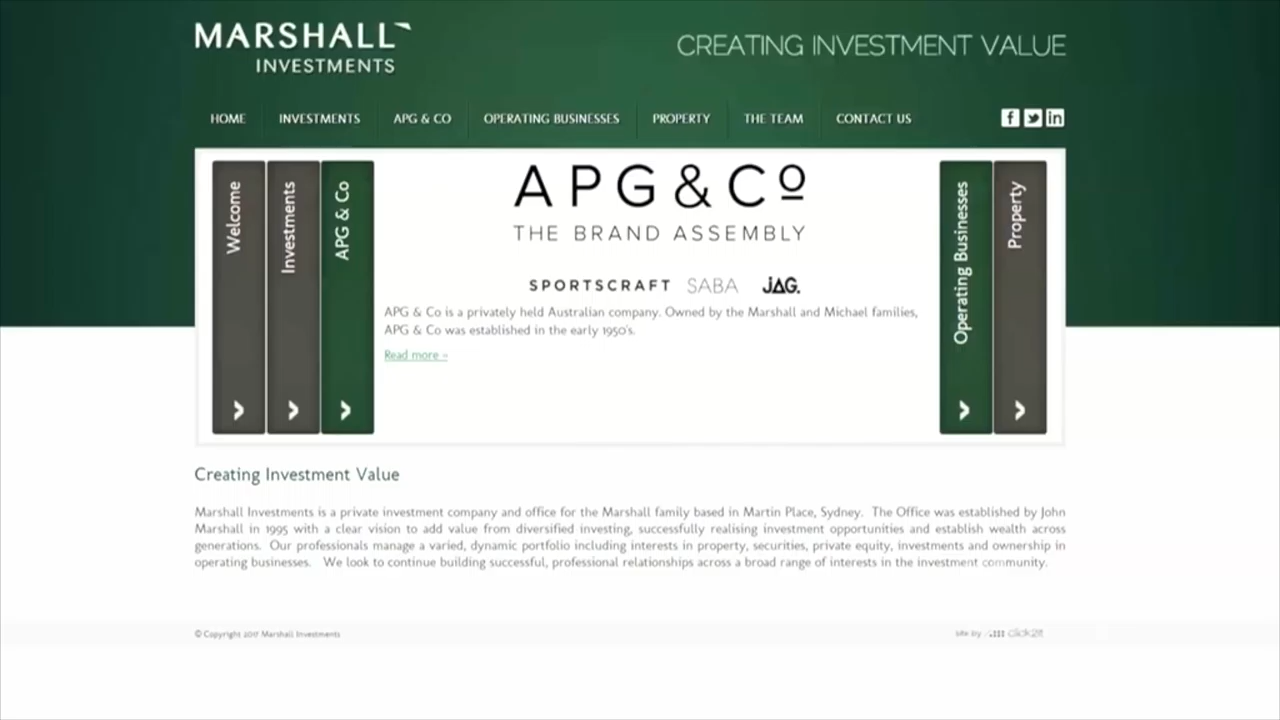 MARSHALL
INVESTMENTS
CREATING INVESTMENT VALUE
HOME INVESTMENTS APG & CO OPERATING BUSINESSES PROPERTY THE TEAM CONTACT US
Welcome
Investments
APG & Co
APG&Co
THE BRAND ASSEMBLY
SPORTSCRAFT SABA JAG.
APG & Co is a privately held Australian company. Owned by the Marshall and Michael families,
APG & Co was established in the early 1950's.
Read more »
Operating Businesses
Property
Creating Investment Value
Marshall Investments is a private investment company and office for the Marshall family based in Martin Place, Sydney. The Office was established by John
Marshall in 1995 with a clear vision to add value from diversified investing, successfully realising investment opportunities and establish wealth across
generations. Our professionals manage a varied, dynamic portfolio including interests in property, securities, private equity, investments and ownership in
operating businesses. We look to continue building successful, professional relationships across a broad range of interests in the investment community.
© Copyright 2017 Marshall Investments
site by click2it